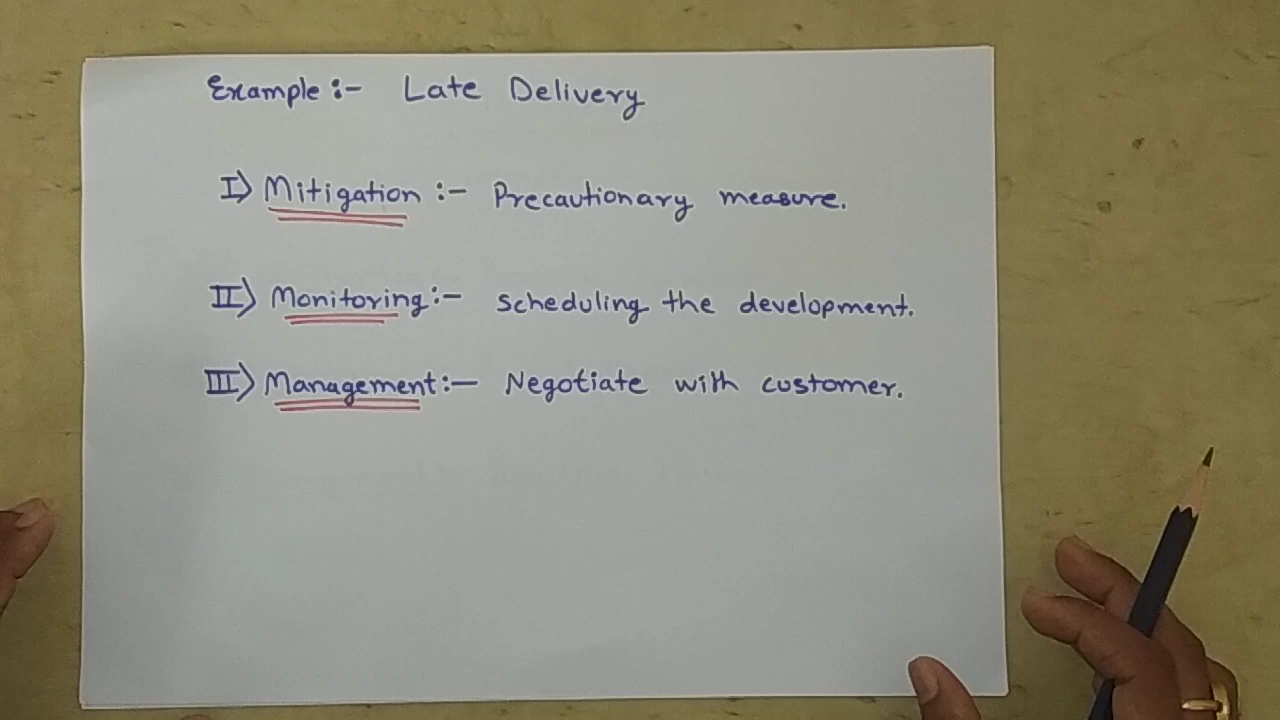 Example :- Late Delivery
I) Mitigation :- Precautionary measure.
II) Monitoring :- scheduling the development.
III) Management :- Negotiate with customer.